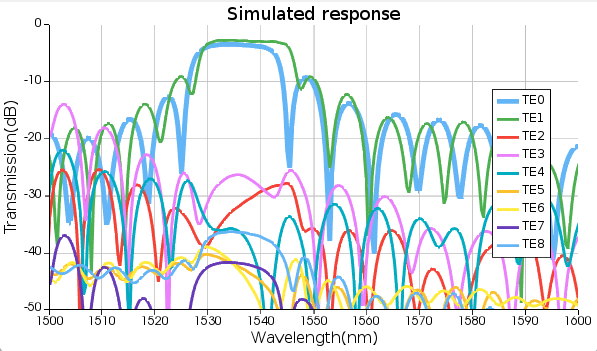 Simulated response
Transmission(dB)
0
-10
-20
-30
-40
-50
1500 1510 1520 1530 1540 1550 1560 1570 1580 1590 1600
Wavelength(nm)
TE0
TE1
TE2
TE3
TE4
TE5
TE6
TE7
TE8